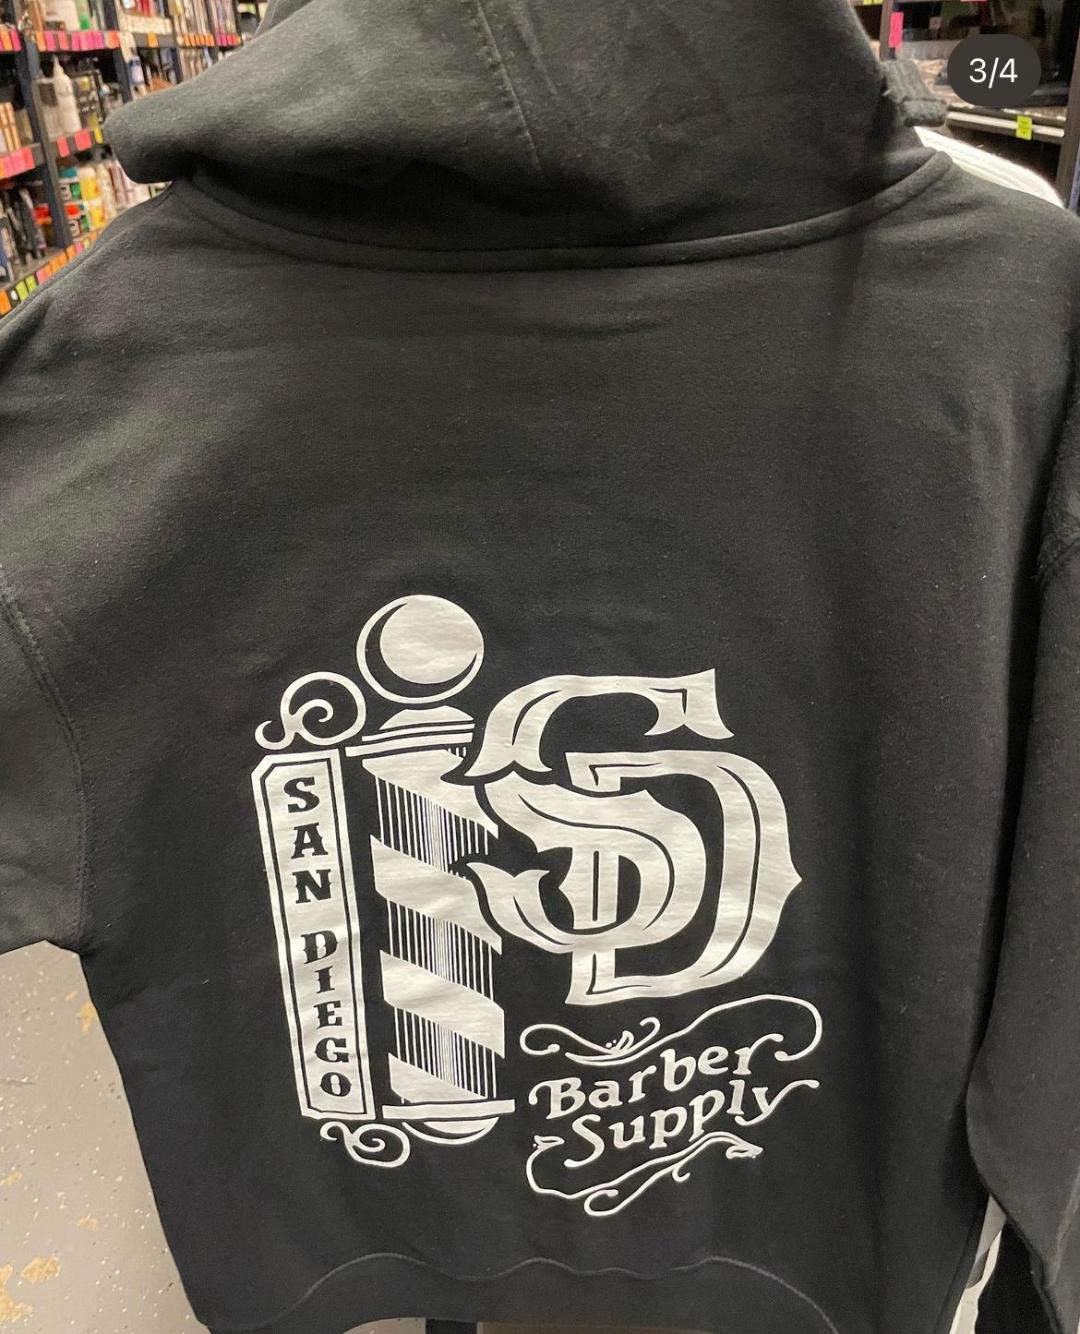 3/4
SAN DIEGO
SD
Barber
Supply